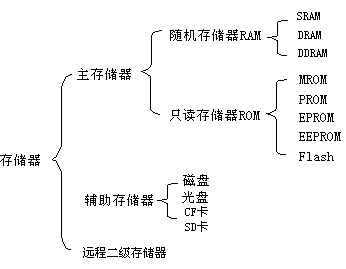 存储器
主存储器
随机存储器RAM
SRAM
DRAM
DDRAM
只读存储器ROM
MROM
PROM
EPROM
EEPROM
Flash
辅助存储器
磁盘
光盘
CF卡
SD卡
远程二级存储器